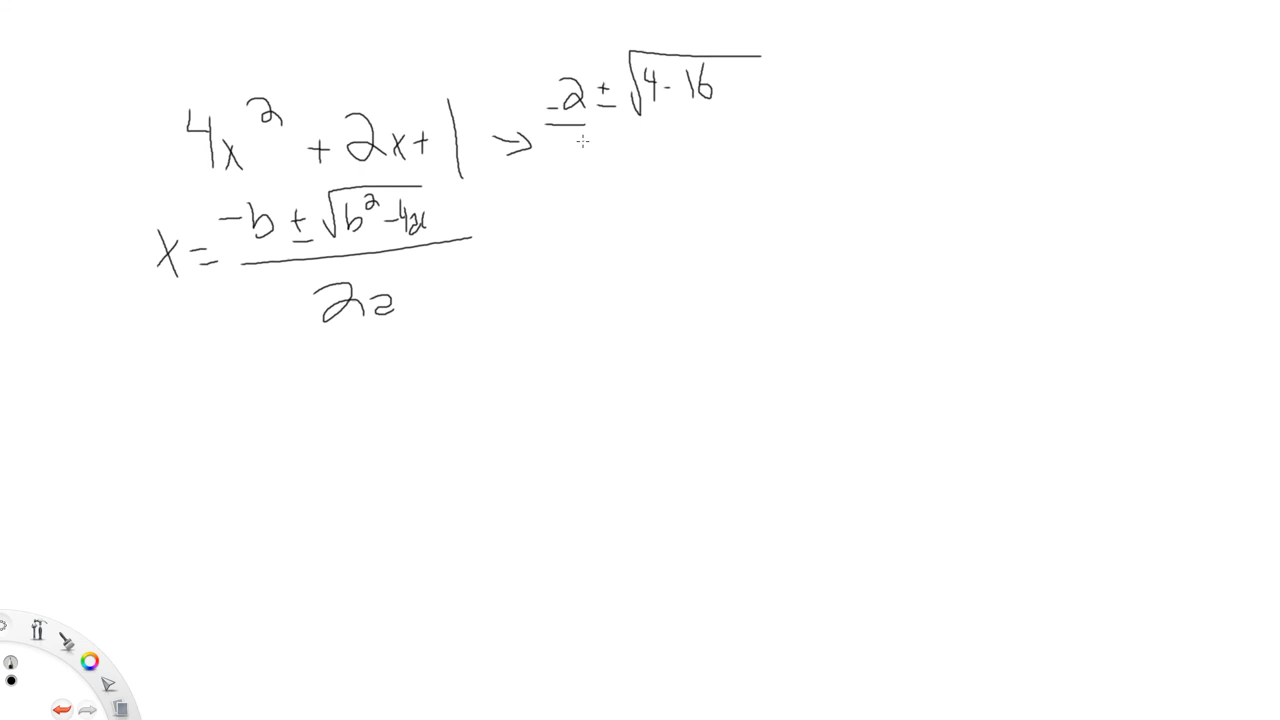 4x² + 2x + 1 → -2 ± √4 - 16
x = -b ± √b² - 4ac
2a